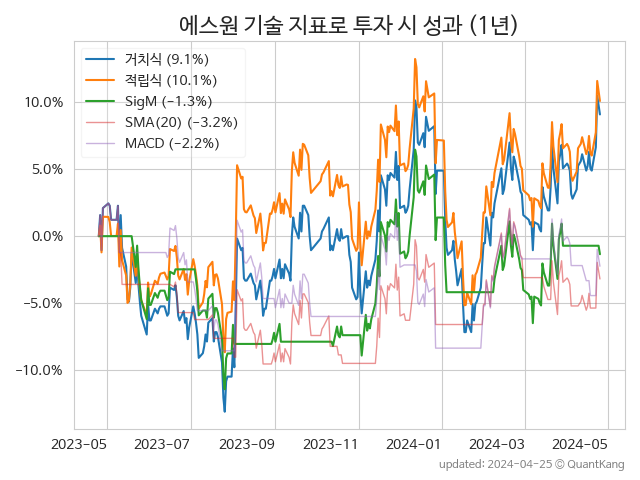 에스원 기술 지표로 투자 시 성과 (1년)
거치식 (9.1%)
적립식 (10.1%)
SigM (−1.3%)
SMA(20) (−3.2%)
MACD (−2.2%)
10.0%
5.0%
0.0%
−5.0%
−10.0%
2023-05 2023-07 2023-09 2023-11 2024-01 2024-03 2024-05
updated: 2024-04-25 © QuantKang